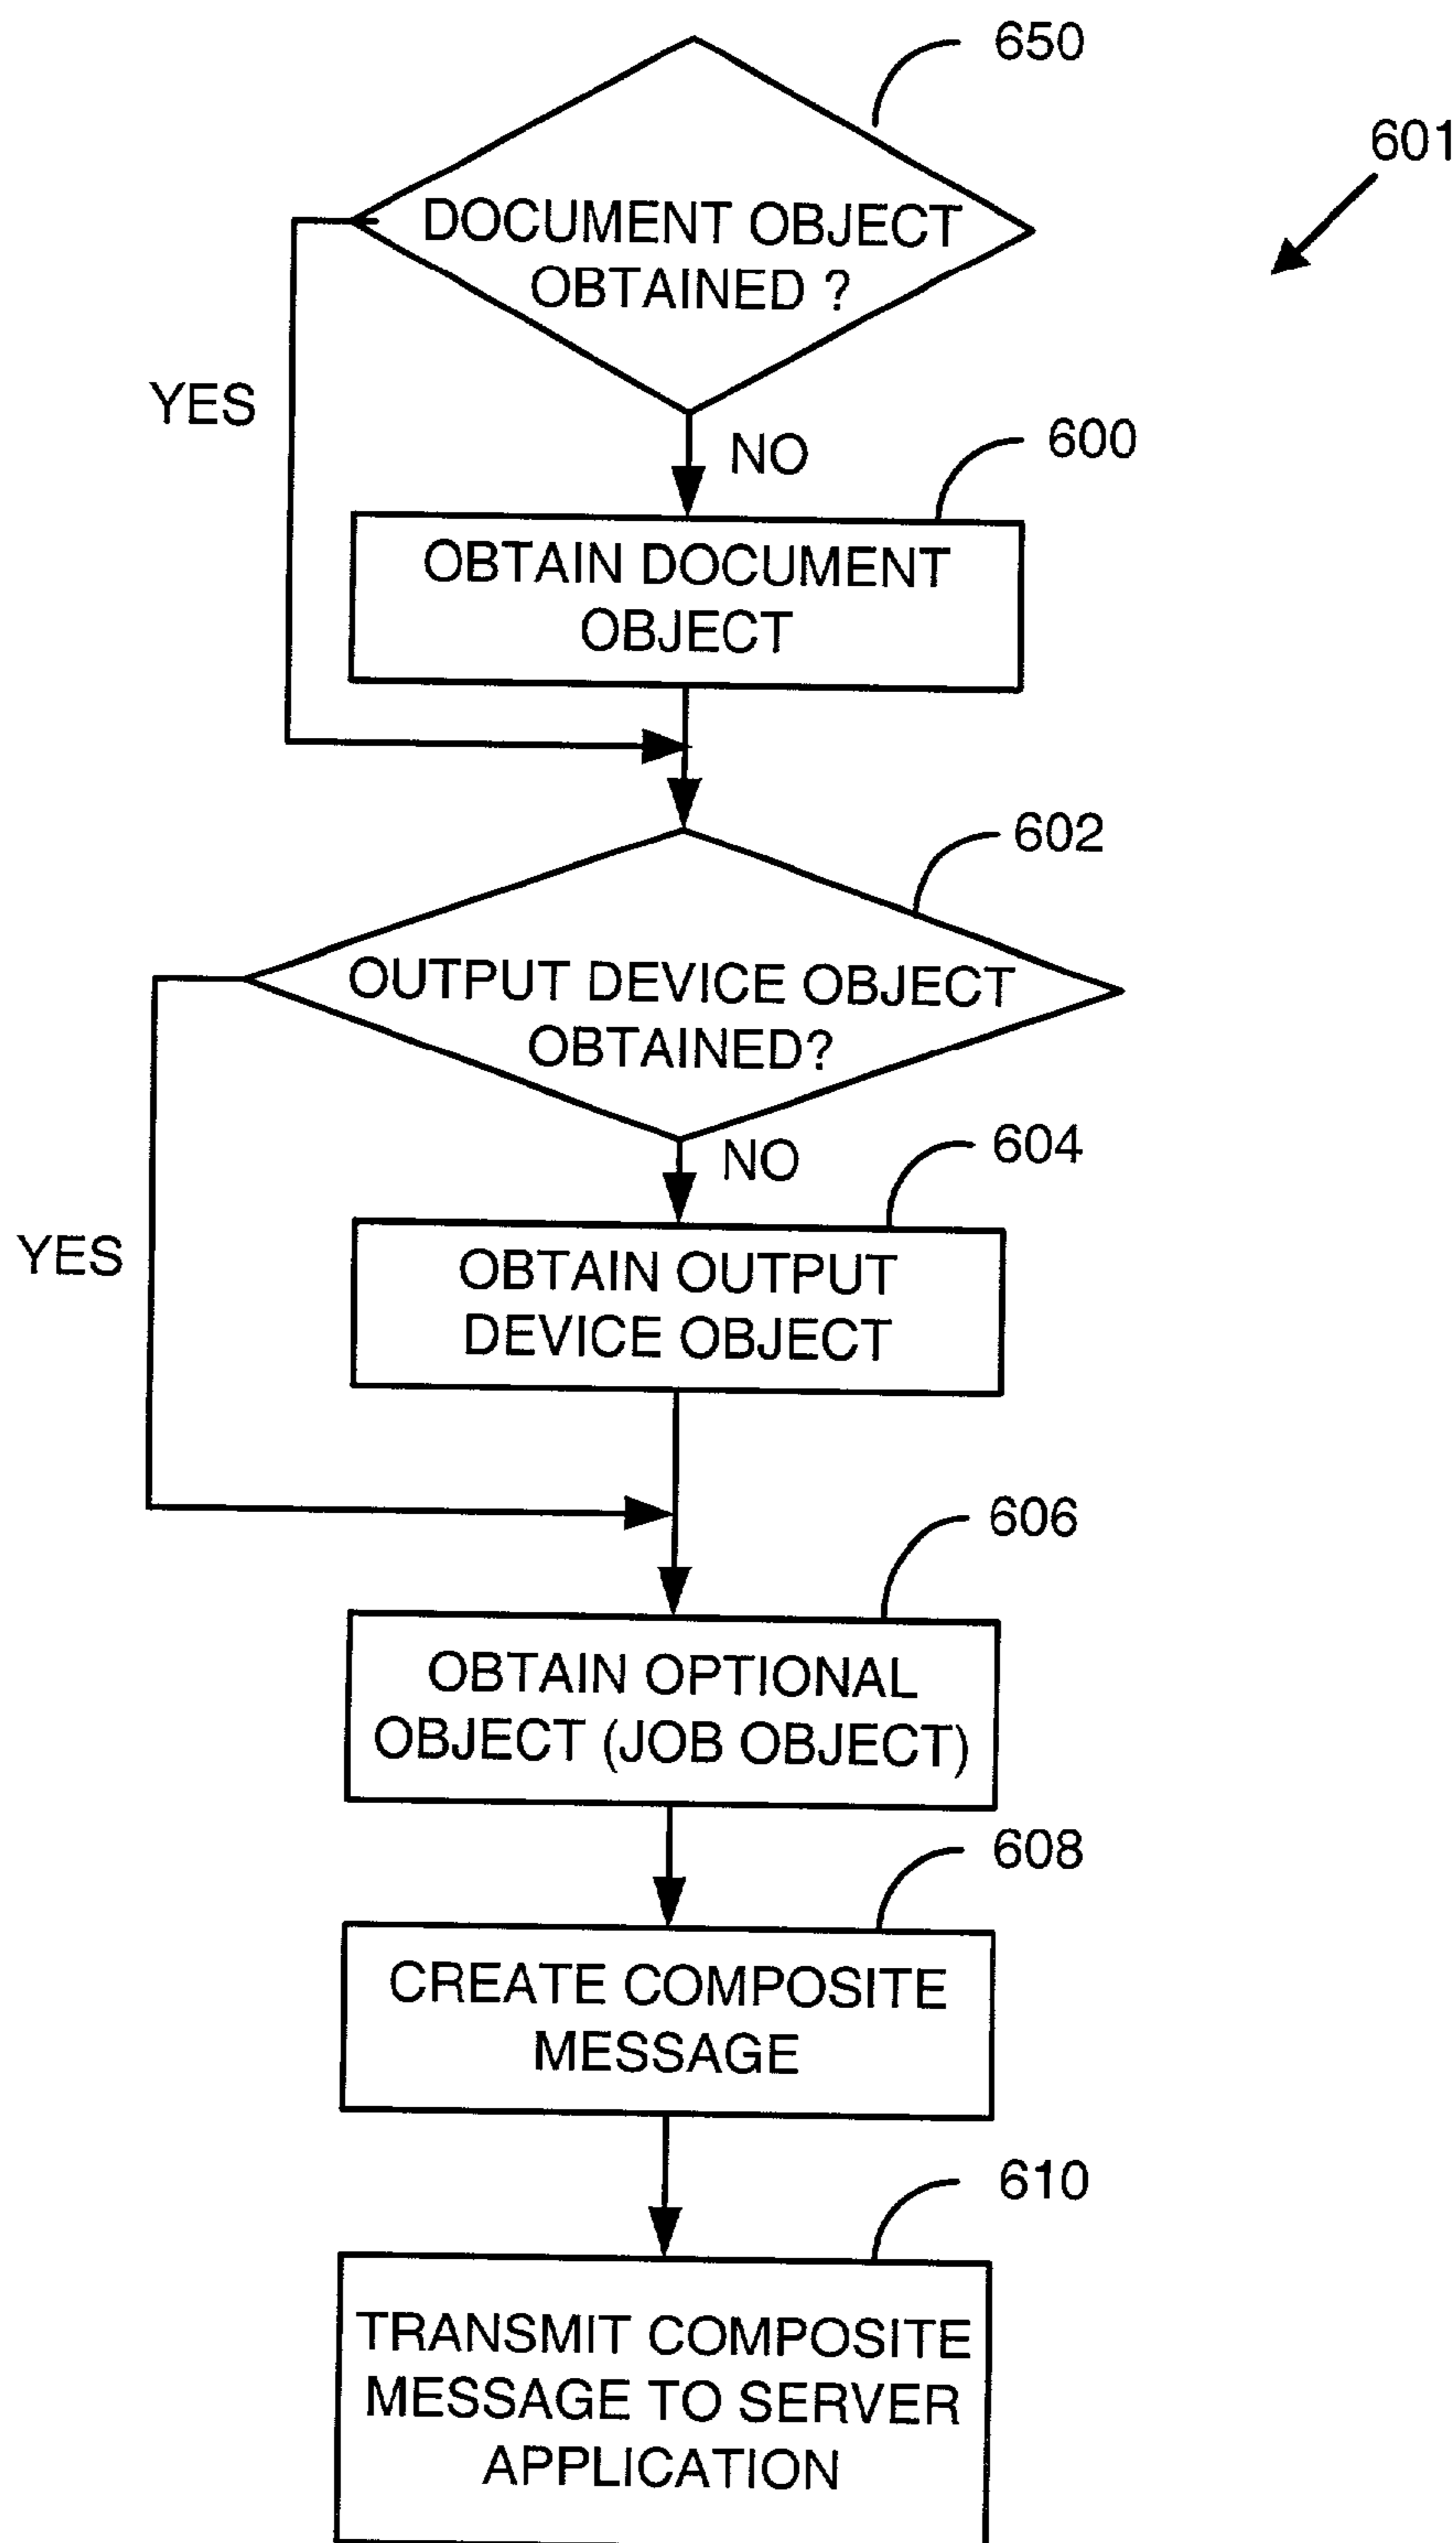 650
601
DOCUMENT OBJECT
OBTAINED ?
YES
NO
600
OBTAIN DOCUMENT
OBJECT
602
OUTPUT DEVICE OBJECT
OBTAINED?
NO
604
YES
OBTAIN OUTPUT
DEVICE OBJECT
606
OBTAIN OPTIONAL
OBJECT (JOB OBJECT)
608
CREATE COMPOSITE
MESSAGE
610
TRANSMIT COMPOSITE
MESSAGE TO SERVER
APPLICATION